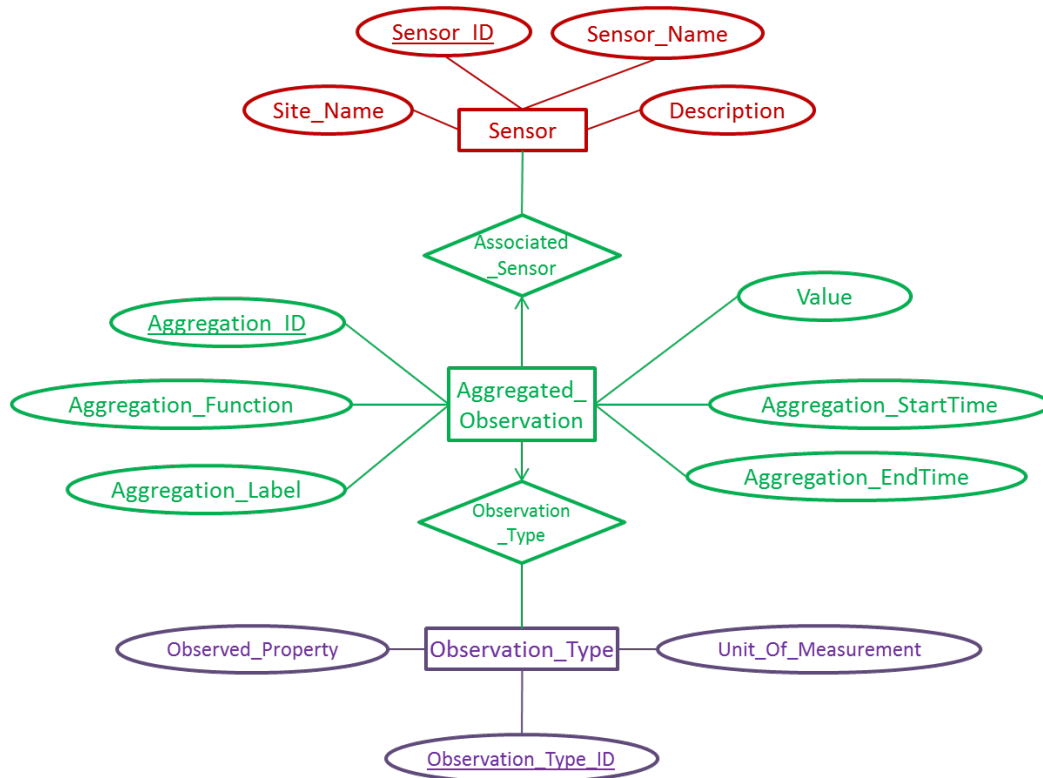 Sensor_ID
Sensor_Name
Site_Name
Description
Sensor
Associated
_Sensor
Aggregation_ID
Value
Aggregation_Function
Aggregated_
Observation
Aggregation_StartTime
Aggregation_Label
Aggregation_EndTime
Observation
_Type
Observed_Property
Observation_Type
Unit_Of_Measurement
Observation_Type_ID